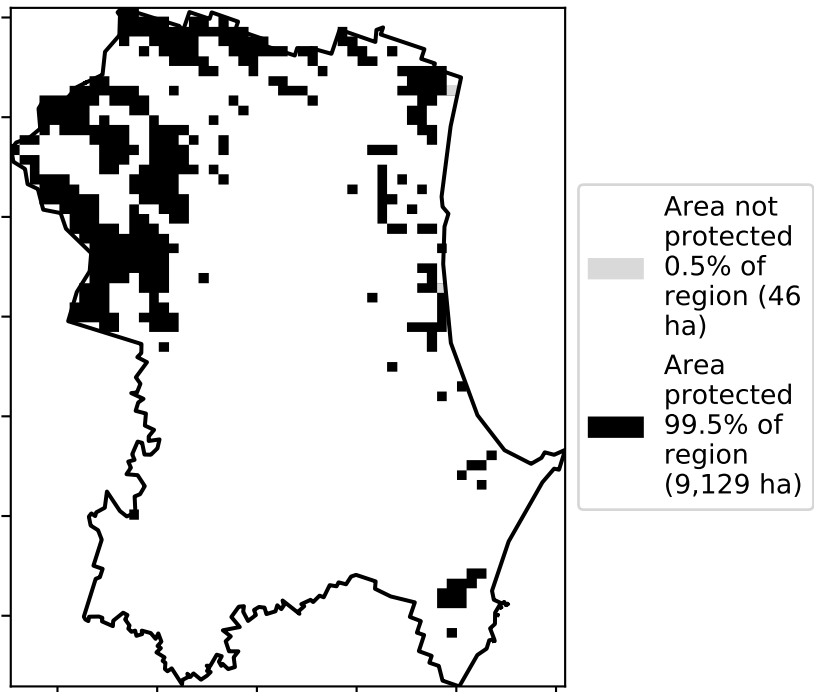 Area not
protected
0.5% of
region (46
ha)
Area
protected
99.5% of
region
(9,129 ha)